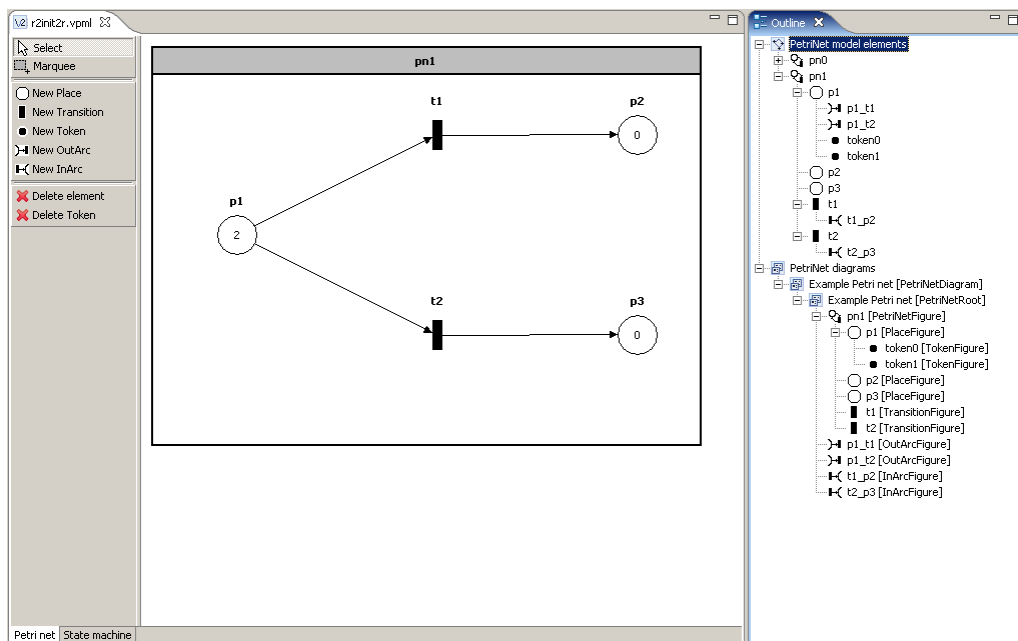 r2init2r.vpml
Select
Marquee
New Place
New Transition
New Token
New OutArc
New InArc
Delete element
Delete Token
pn1
t1
p2
0
p1
2
t2
p3
0
Petri net
State machine
Outline
PetriNet model elements
pn0
pn1
p1
p1_t1
p1_t2
token0
token1
p2
p3
t1
t1_p2
t2
t2_p3
PetriNet diagrams
Example Petri net [PetriNetDiagram]
Example Petri net [PetriNetRoot]
pn1 [PetriNetFigure]
p1 [PlaceFigure]
token0 [TokenFigure]
token1 [TokenFigure]
p2 [PlaceFigure]
p3 [PlaceFigure]
t1 [TransitionFigure]
t2 [TransitionFigure]
p1_t1 [OutArcFigure]
p1_t2 [OutArcFigure]
t1_p2 [InArcFigure]
t2_p3 [InArcFigure]